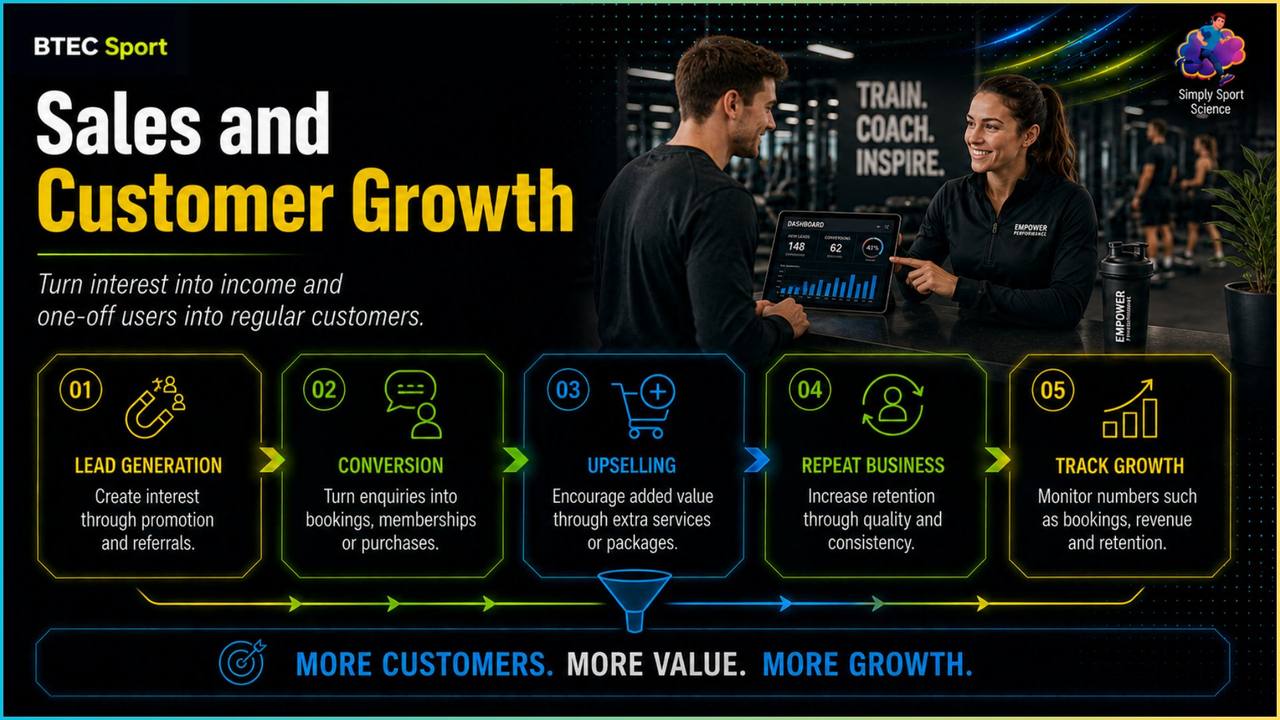 BTEC Sport
Simply Sport
Science
Sales and
Customer Growth
Turn interest into income and
one-off users into regular customers.
TRAIN.
COACH.
INSPIRE.
DASHBOARD
NEW LEADS
148
CONVERSIONS
62
EMPOWER
PERFORMANCE
EMPOWER
01
LEAD GENERATION
Create interest
through promotion
and referrals.
02
CONVERSION
Turn enquiries into
bookings, memberships
or purchases.
03
UPSELLING
Encourage added value
through extra services
or packages.
04
REPEAT BUSINESS
Increase retention
through quality and
consistency.
05
TRACK GROWTH
Monitor numbers such
as bookings, revenue
and retention.
MORE CUSTOMERS. MORE VALUE. MORE GROWTH.